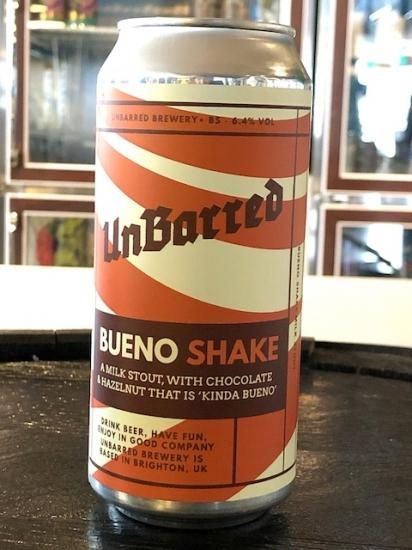 UNBARRED BREWERY • BS - 6.4% VOL
UnBarred
BUENO SHAKE
A MILK STOUT, WITH CHOCOLATE
& HAZELNUT THAT IS 'KINDA BUENO'
DRINK BEER, HAVE FUN,
ENJOY IN GOOD COMPANY
UNBARRED BREWERY IS
BASED IN BRIGHTON, UK